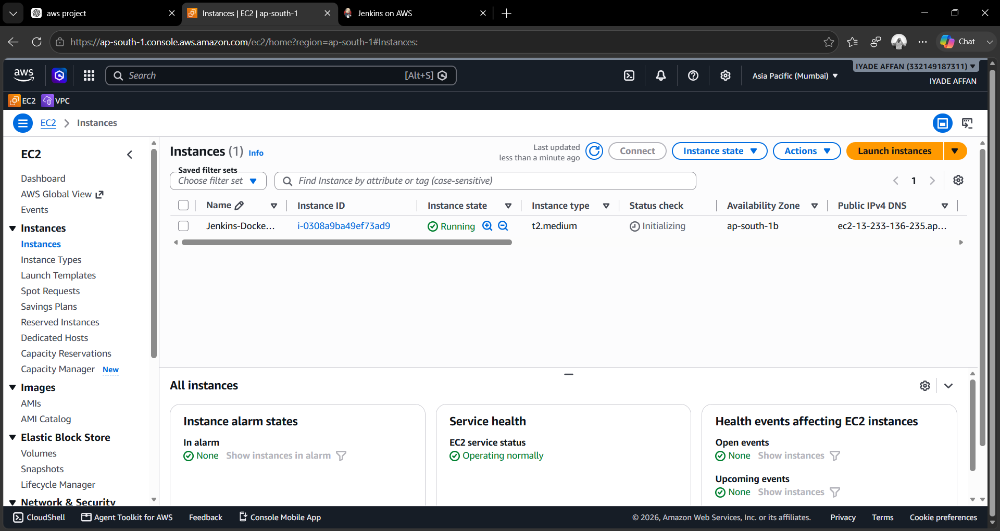 aws project
Instances | EC2 | ap-south-1
Jenkins on AWS
https://ap-south-1.console.aws.amazon.com/ec2/home?region=ap-south-1#Instances:
Chat
aws
Search
[Alt+S]
Asia Pacific (Mumbai)
IYADE AFFAN (332149187311)
IYADE AFFAN
EC2
VPC
EC2
Instances
EC2
Dashboard
AWS Global View
Events
Instances
Instances
Instance Types
Launch Templates
Spot Requests
Savings Plans
Reserved Instances
Dedicated Hosts
Capacity Reservations
Capacity Manager New
Images
AMIs
AMI Catalog
Elastic Block Store
Volumes
Snapshots
Lifecycle Manager
Network & Security
Instances (1) Info
Last updated
less than a minute ago
Connect
Instance state
Actions
Launch instances
Saved filter sets
Choose filter set
Find Instance by attribute or tag (case-sensitive)
1
Name
Instance ID
Instance state
Instance type
Status check
Availability Zone
Public IPv4 DNS
Jenkins-Docke...
i-0308a9ba49ef73ad9
Running
t2.medium
Initializing
ap-south-1b
ec2-13-233-136-235.ap...
All instances
Instance alarm states
In alarm
None Show instances in alarm
Service health
EC2 service status
Operating normally
Health events affecting EC2 instances
Open events
None Show instances
Upcoming events
None Show instances
CloudShell
Agent Toolkit for AWS
Feedback
Console Mobile App
© 2026, Amazon Web Services, Inc. or its affiliates.
Privacy
Terms
Cookie preferences